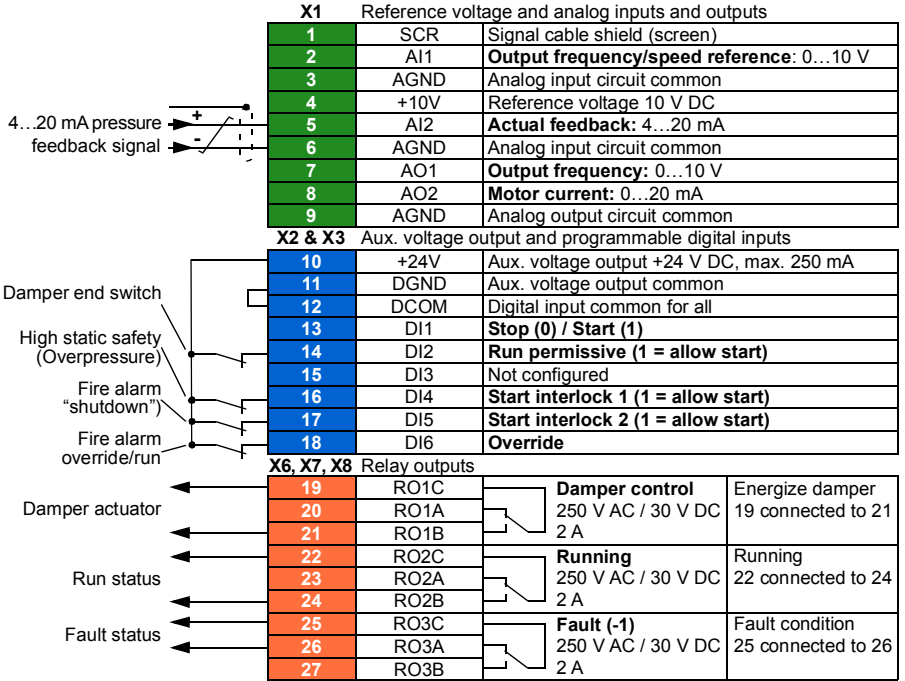 X1 Reference voltage and analog inputs and outputs
1 SCR Signal cable shield (screen)
2 AI1 Output frequency/speed reference: 0…10 V
3 AGND Analog input circuit common
4 +10V Reference voltage 10 V DC
4…20 mA pressure + 5 AI2 Actual feedback: 4…20 mA
feedback signal - 6 AGND Analog input circuit common
7 AO1 Output frequency: 0…10 V
8 AO2 Motor current: 0…20 mA
9 AGND Analog output circuit common
X2 & X3 Aux. voltage output and programmable digital inputs
10 +24V Aux. voltage output +24 V DC, max. 250 mA
11 DGND Aux. voltage output common
Damper end switch
12 DCOM Digital input common for all
13 DI1 Stop (0) / Start (1)
High static safety
(Overpressure)
14 DI2 Run permissive (1 = allow start)
15 DI3 Not configured
Fire alarm
“shutdown”)
16 DI4 Start interlock 1 (1 = allow start)
17 DI5 Start interlock 2 (1 = allow start)
Fire alarm
override/run
18 DI6 Override
X6, X7, X8 Relay outputs
19 RO1C Damper control Energize damper
Damper actuator 20 RO1A 250 V AC / 30 V DC 19 connected to 21
21 RO1B 2 A
22 RO2C Running Running
Run status 23 RO2A 250 V AC / 30 V DC 22 connected to 24
24 RO2B 2 A
25 RO3C Fault (-1) Fault condition
Fault status
26 RO3A 250 V AC / 30 V DC 25 connected to 26
27 RO3B 2 A